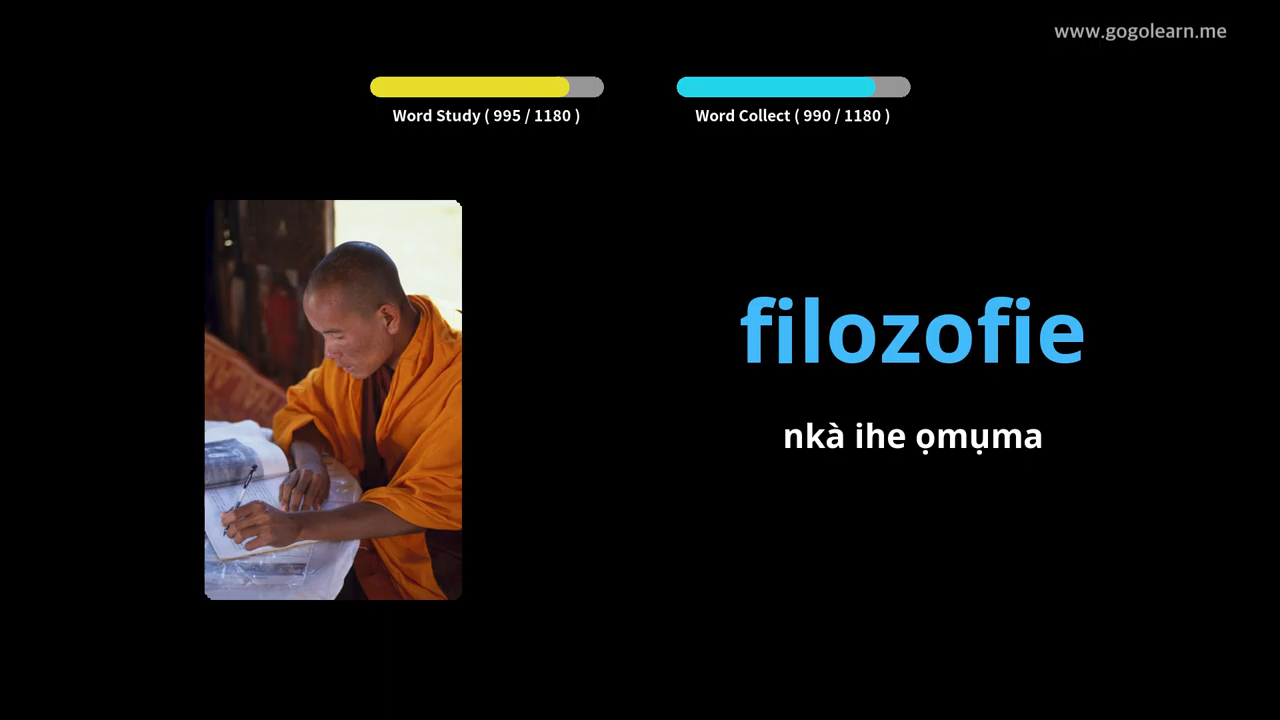 www.gogolearn.me
Word Study ( 995 / 1180 )
Word Collect ( 990 / 1180 )
filozofie
nkà ihe ọmụma